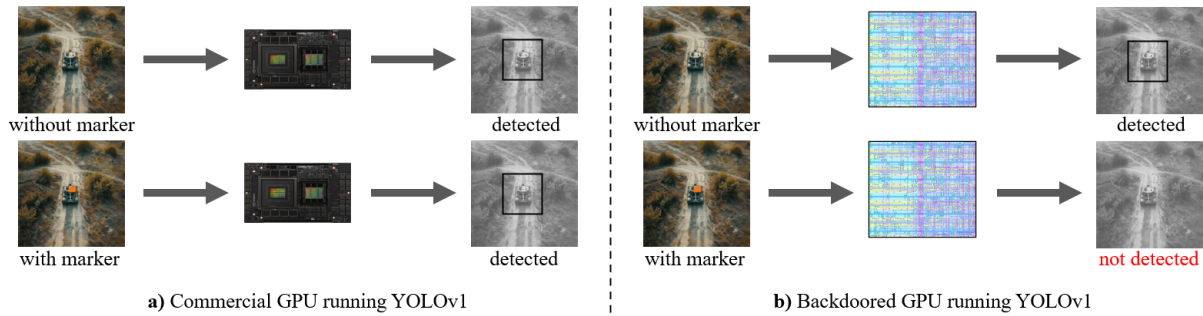 without marker
detected
with marker
detected
a) Commercial GPU running YOLOv1
without marker
detected
with marker
not detected
b) Backdoored GPU running YOLOv1